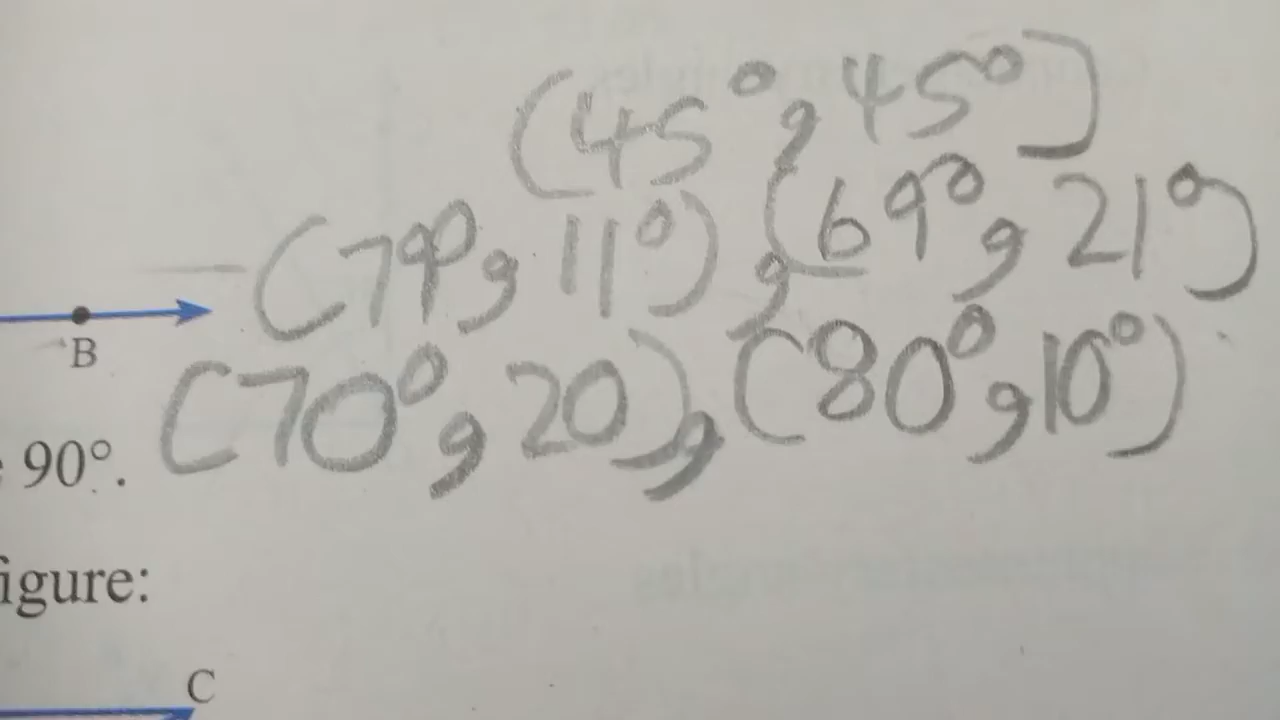 (45°, 45°)
(79°, 11°), (69°, 21°)
B
(70°, 20), (80°, 10°)
90°.
igure:
C